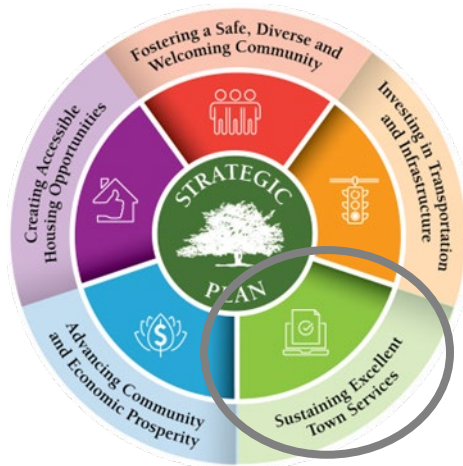 Fostering a Safe, Diverse and
Welcoming Community
Investing in Transportation
and Infrastructure
Sustaining Excellent
Town Services
Advancing Community
and Economic Prosperity
Creating Accessible
Housing Opportunities
STRATEGIC
PLAN
$